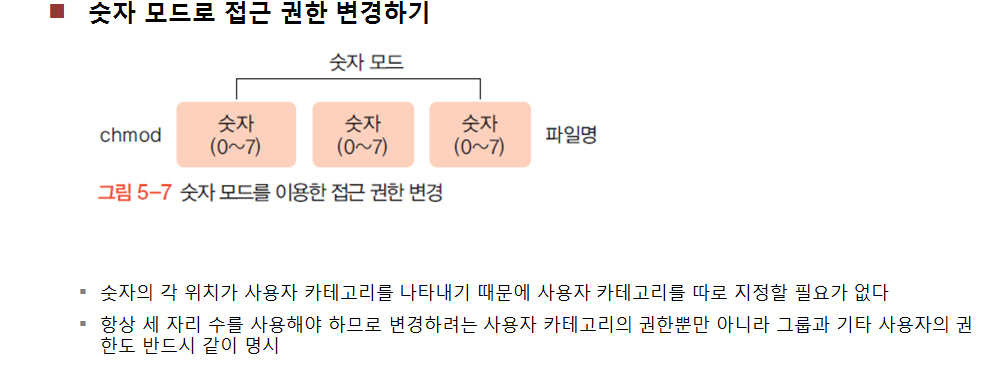 ■ 숫자 모드로 접근 권한 변경하기
숫자 모드
chmod 숫자 (0~7) 숫자 (0~7) 숫자 (0~7) 파일명
그림 5-7 숫자 모드를 이용한 접근 권한 변경
▪ 숫자의 각 위치가 사용자 카테고리를 나타내기 때문에 사용자 카테고리를 따로 지정할 필요가 없다
▪ 항상 세 자리 수를 사용해야 하므로 변경하려는 사용자 카테고리의 권한뿐만 아니라 그룹과 기타 사용자의 권
한도 반드시 같이 명시